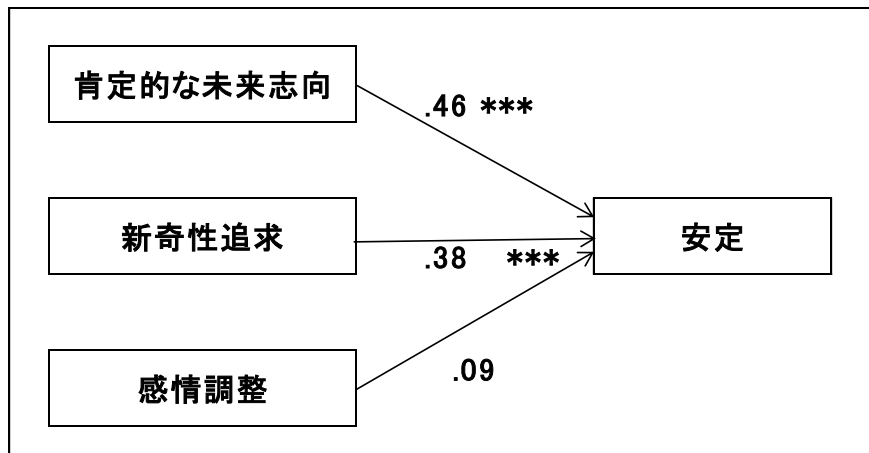 肯定的な未来志向
.46 ***
新奇性追求
安定
.38 ***
.09
感情調整